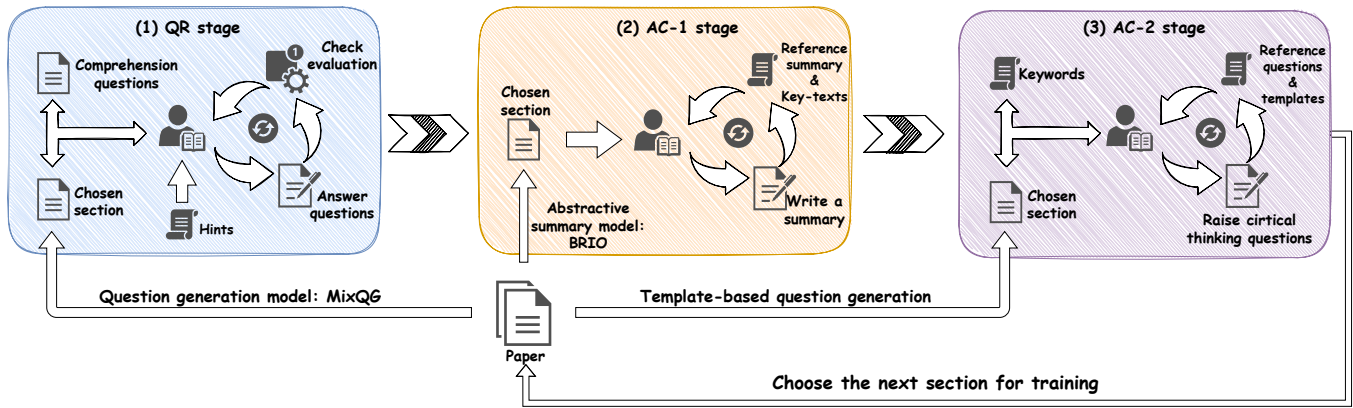 (1) QR stage
Comprehension
questions
Check
evaluation
1
Chosen
section
Hints
Answer
questions
(2) AC-1 stage
Chosen
section
Reference
summary
&
Key-texts
Write a
summary
Abstractive
summary model:
BRIO
(3) AC-2 stage
Keywords
Reference
questions
&
templates
Chosen
section
Raise cirtical
thinking questions
Question generation model: MixQG
Template-based question generation
Paper
Choose the next section for training